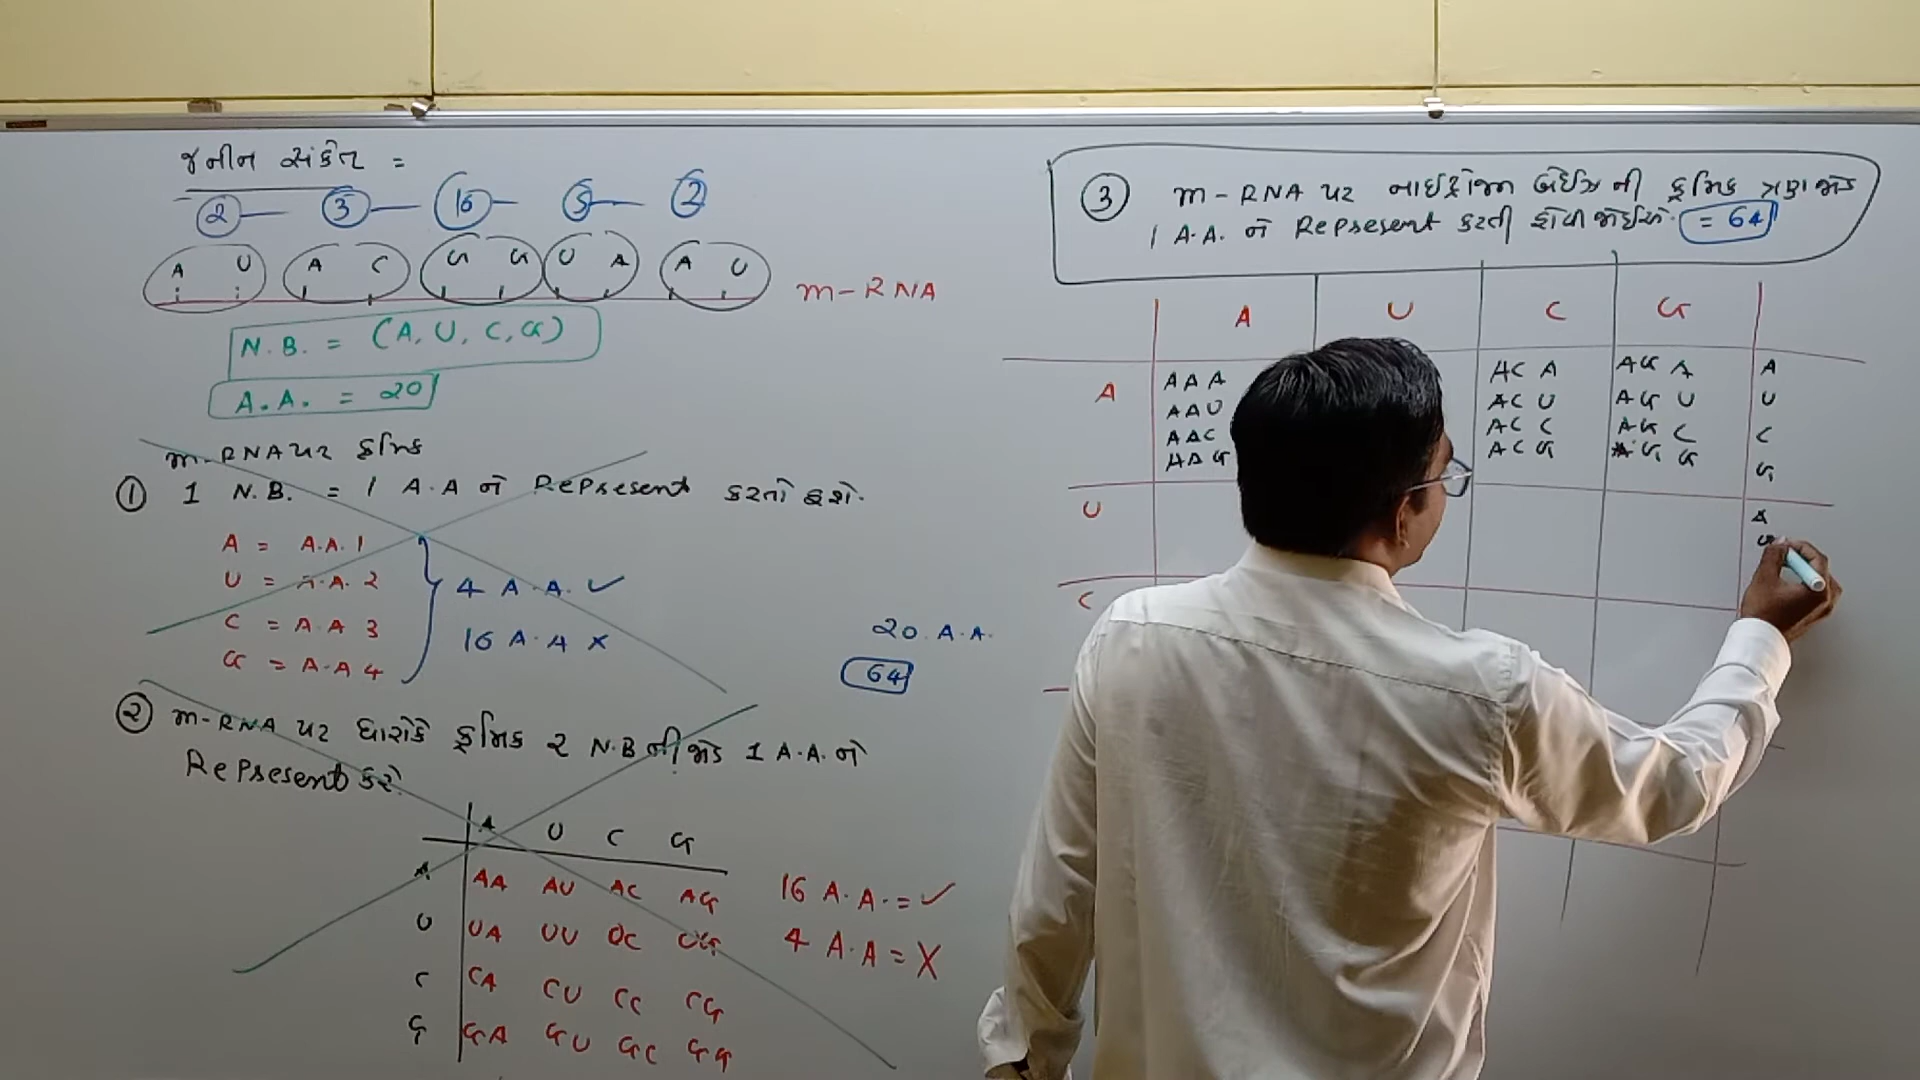 જનીન સંકેત =
2 — 3 — 16 — 5 — 2
A U A C G G U A A U
m-RNA
N.B. = (A, U, C, G)
A.A. = 20
m-RNA પર ક્રમિક
1 1 N.B. = 1 A.A ને Represent કરતો હશે.
A = A.A. 1
U = A.A. 2
C = A.A 3
G = A.A 4
4 A.A. ✓
16 A.A X
20 A.A.
64
2 m-RNA પર ધારોકે ક્રમિક 2 N.B ની જોડ 1 A.A. ને
Represent કરે.
A U C G
A AA AU AC AG
U UA UU UC UG
C CA CU CC CG
G GA GU GC GG
16 A.A. = ✓
4 A.A = X
3 m-RNA પર નાઈટ્રોજન બેઈઝ ની ક્રમિક
1 A.A. ને Represent કરતી હોવી જોઈએ. = 64
A U C G
A AAA ACA AGA A
AAU ACU AGU U
AAC ACC AGC C
AAG ACG AGG G
U A
C